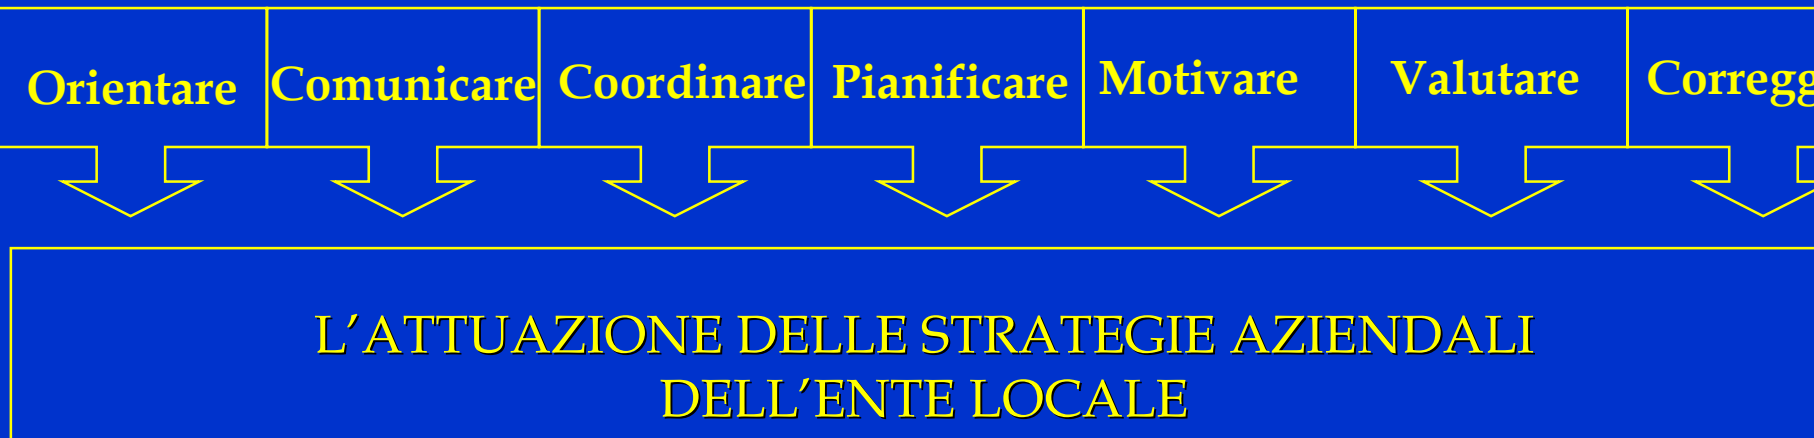 Orientare Comunicare Coordinare Pianificare Motivare Valutare
L’ATTUAZIONE DELLE STRATEGIE AZIENDALI
DELL’ENTE LOCALE